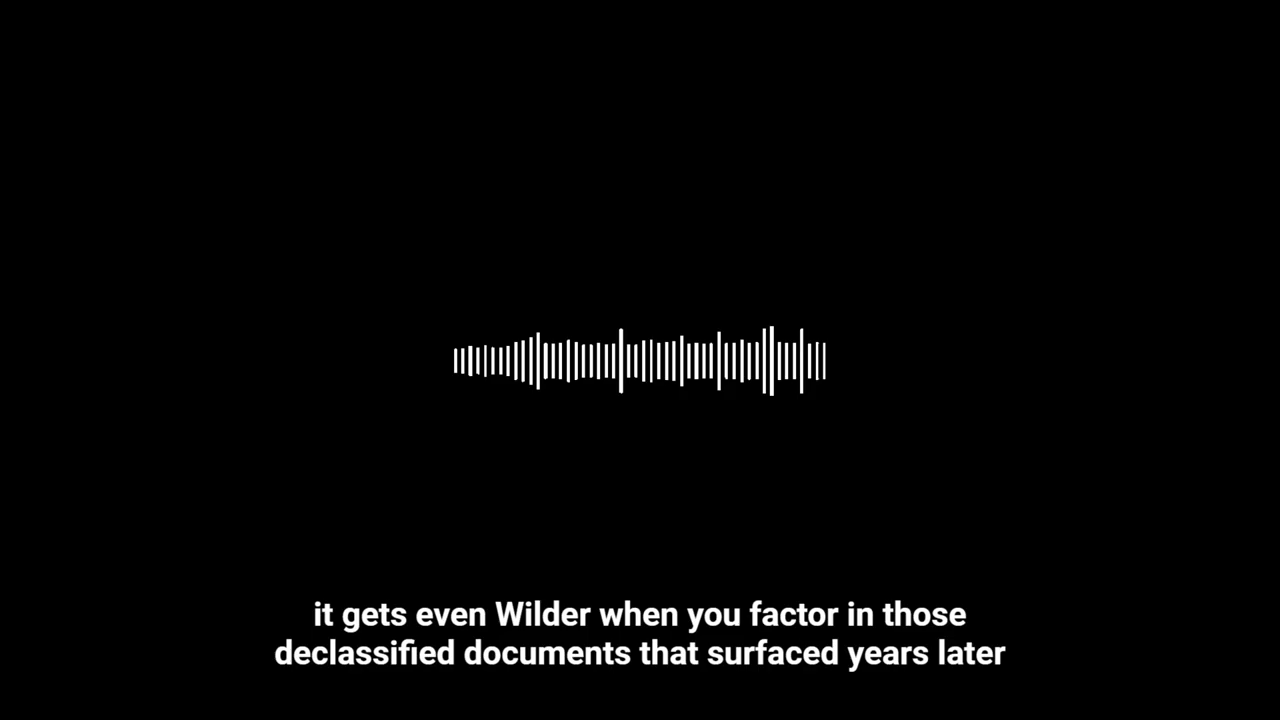 it gets even Wilder when you factor in those
declassified documents that surfaced years later